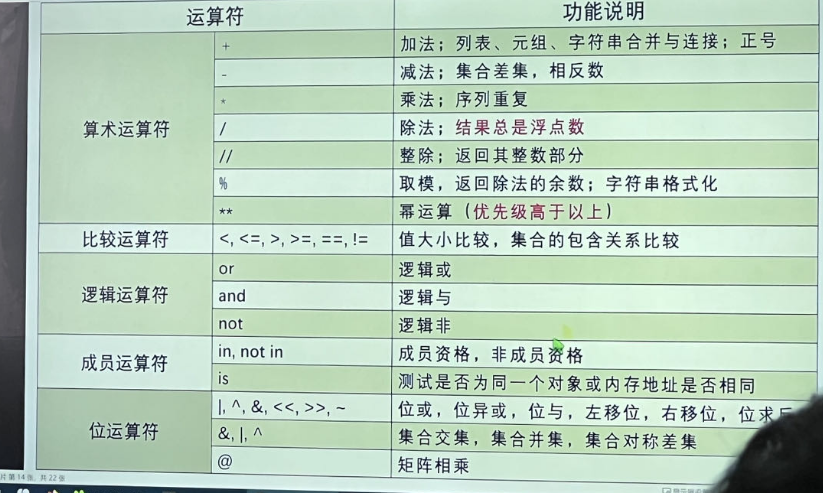 运算符 功能说明
算术运算符
+ 加法；列表、元组、字符串合并与连接；正号
- 减法；集合差集，相反数
* 乘法；序列重复
/ 除法；结果总是浮点数
// 整除；返回其整数部分
% 取模，返回除法的余数；字符串格式化
** 幂运算（优先级高于以上）
比较运算符 <, <=, >, >=, ==, != 值大小比较，集合的包含关系比较
逻辑运算符
or 逻辑或
and 逻辑与
not 逻辑非
成员运算符
in, not in 成员资格，非成员资格
is 测试是否为同一个对象或内存地址是否相同
位运算符
|, ^, &, <<, >>, ~ 位或，位异或，位与，左移位，右移位，位求
&, |, ^ 集合交集，集合并集，集合对称差集
@ 矩阵相乘
片 第 14 张，共 22 张